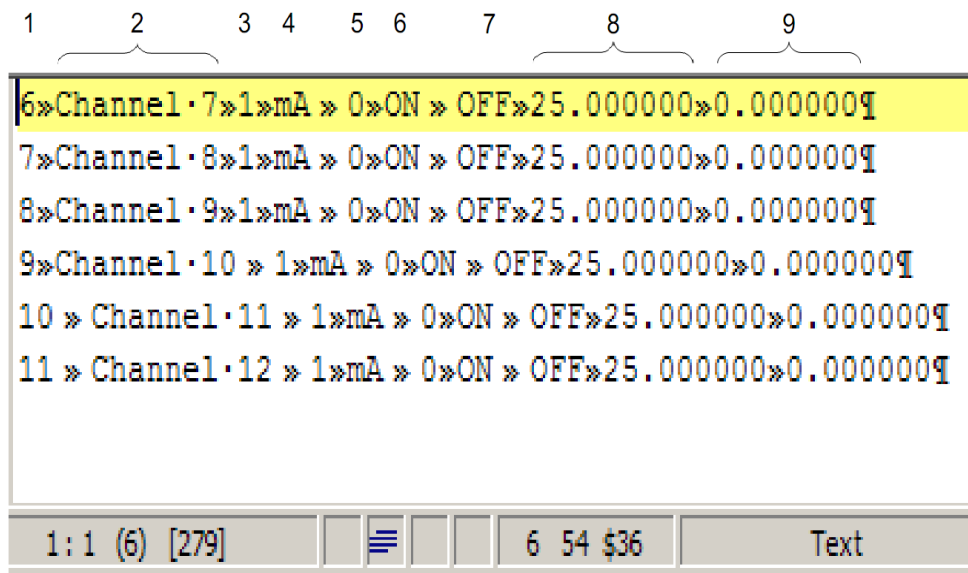 1 2 3 4 5 6 7 8 9
6»Channel·7»1»mA » 0»ON » OFF»25.000000»0.000000¶
7»Channel·8»1»mA » 0»ON » OFF»25.000000»0.000000¶
8»Channel·9»1»mA » 0»ON » OFF»25.000000»0.000000¶
9»Channel·10 » 1»mA » 0»ON » OFF»25.000000»0.000000¶
10 » Channel·11 » 1»mA » 0»ON » OFF»25.000000»0.000000¶
11 » Channel·12 » 1»mA » 0»ON » OFF»25.000000»0.000000¶
1:1 (6) [279] 6 54 $36 Text